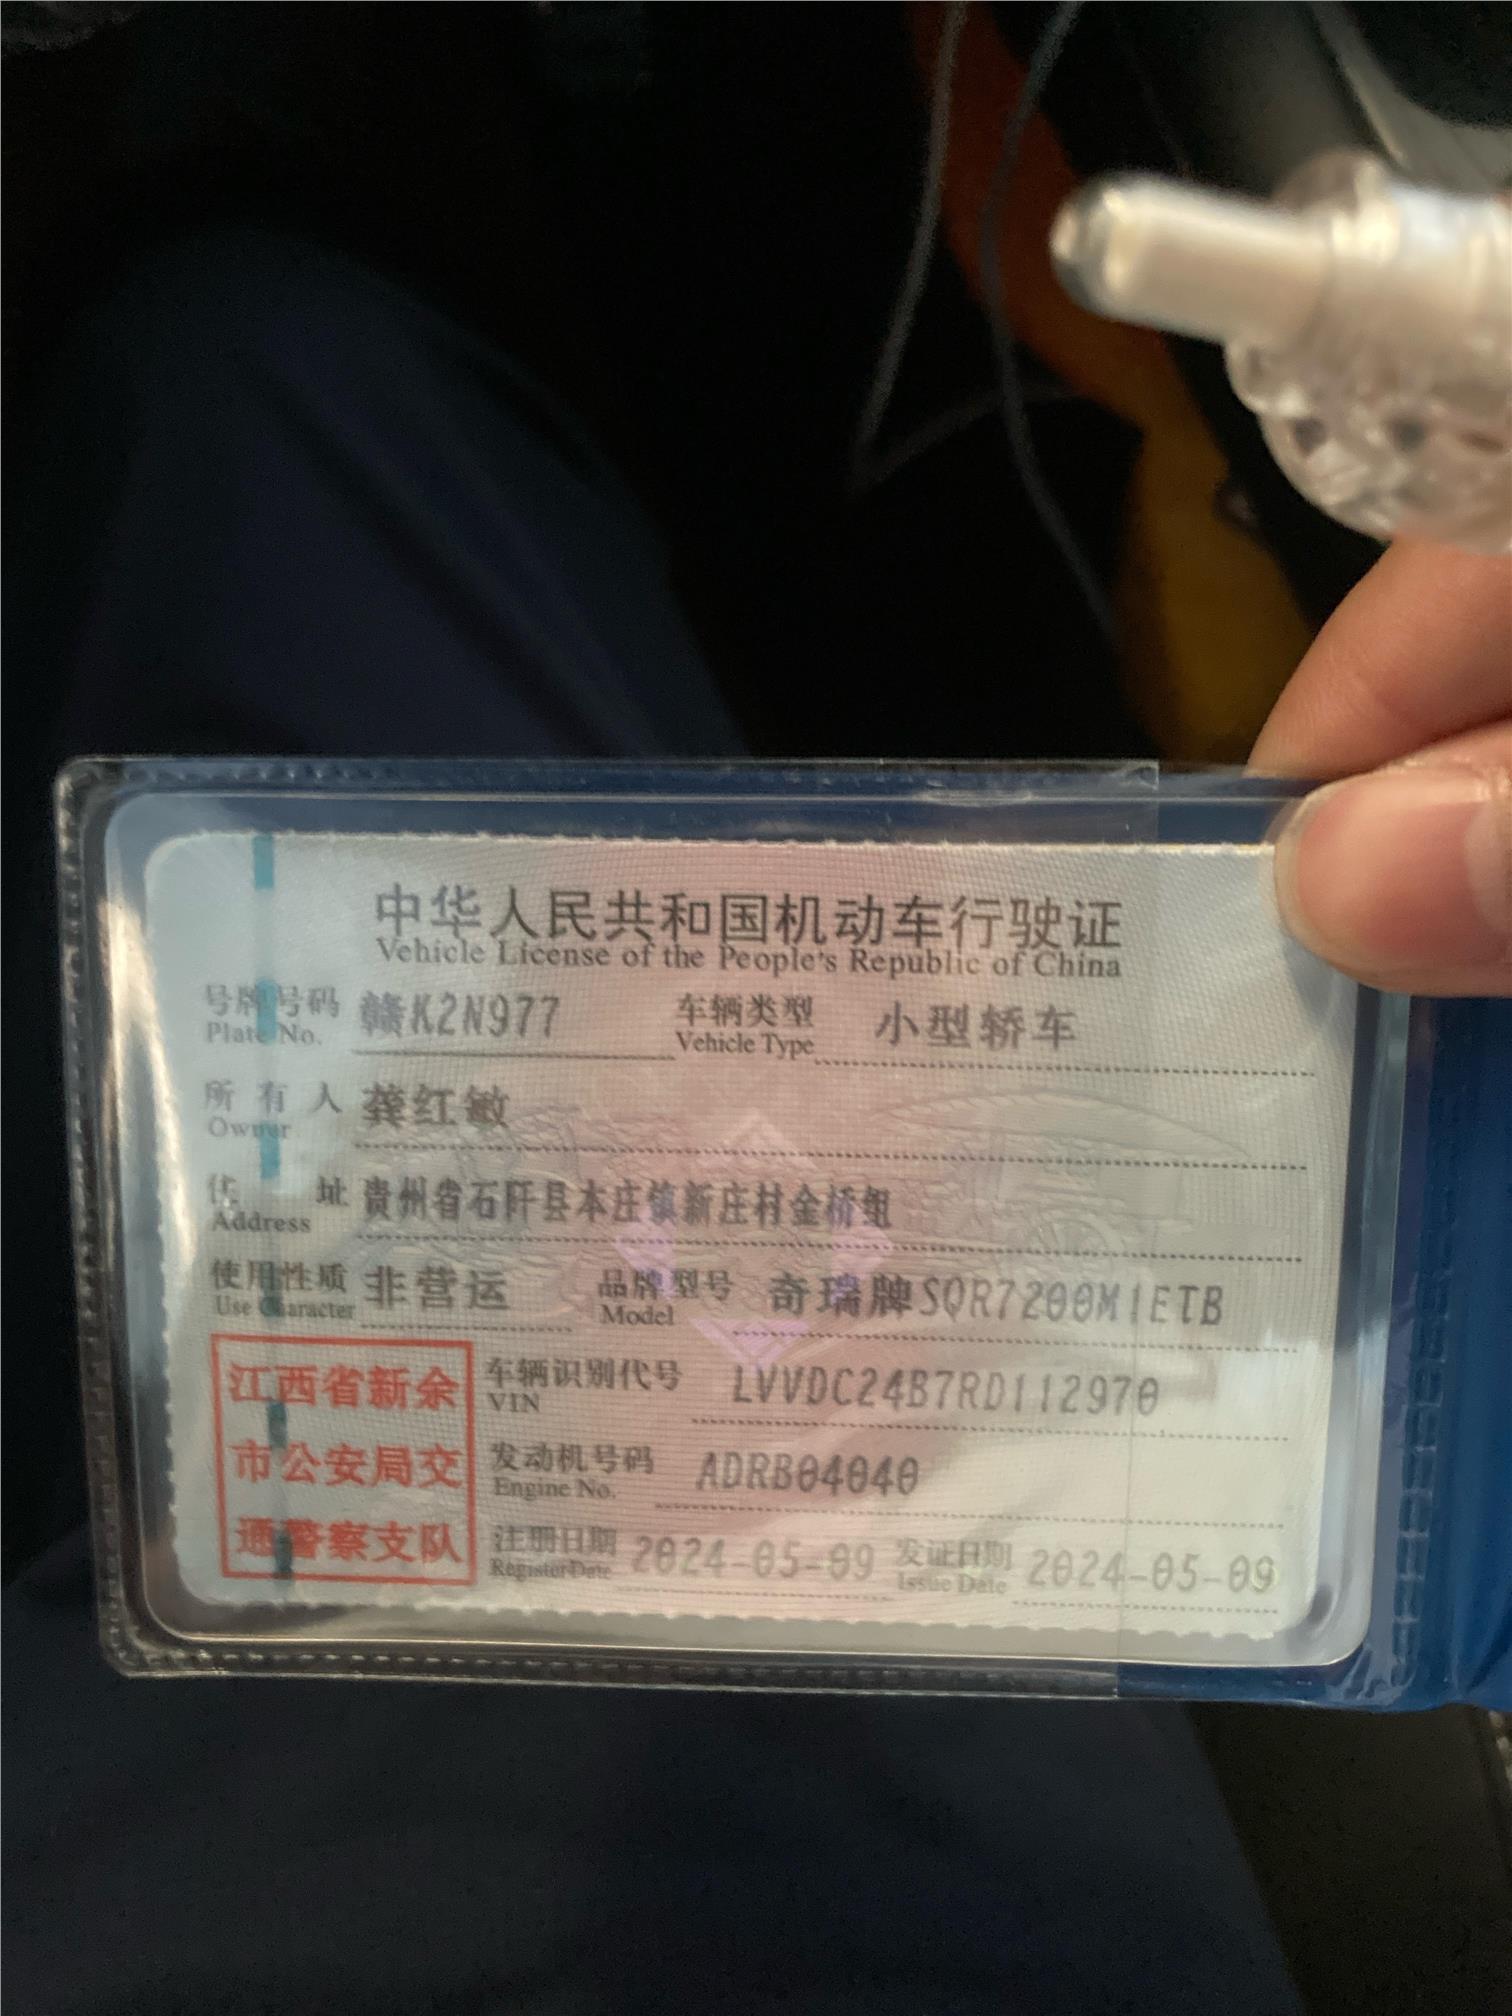 中华人民共和国机动车行驶证
Vehicle License of the People's Republic of China
号牌号码 赣K2N977 车辆类型 小型轿车
Plate No. Vehicle Type
所有人 龚红敏
Owner
住址 贵州省石阡县本庄镇新庄村金桥组
Address
使用性质 非营运 品牌型号 奇瑞牌SQR7200M1ETB
Use Character Model
江西省新余
市公安局交
通警察支队
车辆识别代号 LVVDC24B7RD112970
VIN
发动机号码 ADRB04040
Engine No.
注册日期 2024-05-09 发证日期 2024-05-09
Register Date Issue Date